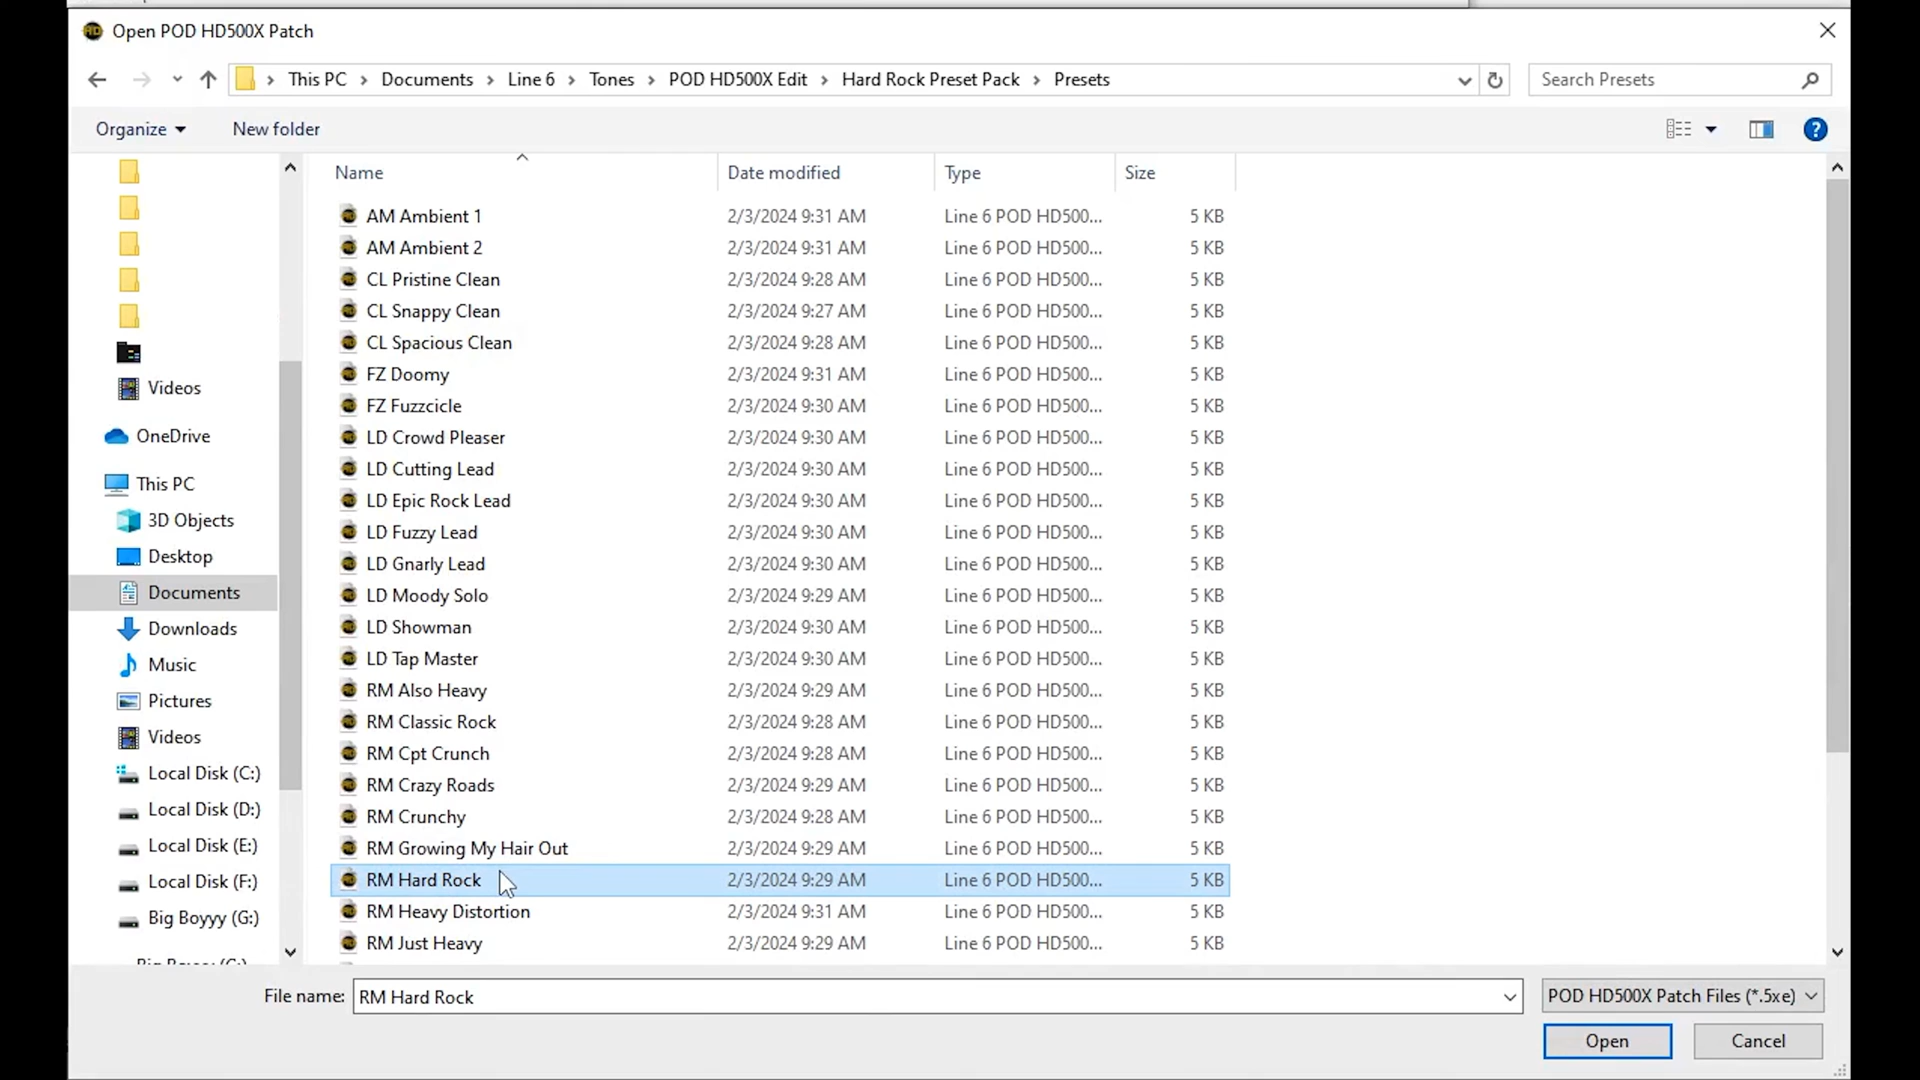 Open POD HD500X Patch
This PC > Documents > Line 6 > Tones > POD HD500X Edit > Hard Rock Preset Pack > Presets
Search Presets
Organize
New folder
Name Date modified Type Size
AM Ambient 1 2/3/2024 9:31 AM Line 6 POD HD500... 5 KB
AM Ambient 2 2/3/2024 9:31 AM Line 6 POD HD500... 5 KB
CL Pristine Clean 2/3/2024 9:28 AM Line 6 POD HD500... 5 KB
CL Snappy Clean 2/3/2024 9:27 AM Line 6 POD HD500... 5 KB
CL Spacious Clean 2/3/2024 9:28 AM Line 6 POD HD500... 5 KB
FZ Doomy 2/3/2024 9:31 AM Line 6 POD HD500... 5 KB
FZ Fuzzcicle 2/3/2024 9:30 AM Line 6 POD HD500... 5 KB
LD Crowd Pleaser 2/3/2024 9:30 AM Line 6 POD HD500... 5 KB
LD Cutting Lead 2/3/2024 9:30 AM Line 6 POD HD500... 5 KB
LD Epic Rock Lead 2/3/2024 9:30 AM Line 6 POD HD500... 5 KB
LD Fuzzy Lead 2/3/2024 9:30 AM Line 6 POD HD500... 5 KB
LD Gnarly Lead 2/3/2024 9:30 AM Line 6 POD HD500... 5 KB
LD Moody Solo 2/3/2024 9:29 AM Line 6 POD HD500... 5 KB
LD Showman 2/3/2024 9:30 AM Line 6 POD HD500... 5 KB
LD Tap Master 2/3/2024 9:30 AM Line 6 POD HD500... 5 KB
RM Also Heavy 2/3/2024 9:29 AM Line 6 POD HD500... 5 KB
RM Classic Rock 2/3/2024 9:28 AM Line 6 POD HD500... 5 KB
RM Cpt Crunch 2/3/2024 9:28 AM Line 6 POD HD500... 5 KB
RM Crazy Roads 2/3/2024 9:29 AM Line 6 POD HD500... 5 KB
RM Crunchy 2/3/2024 9:28 AM Line 6 POD HD500... 5 KB
RM Growing My Hair Out 2/3/2024 9:29 AM Line 6 POD HD500... 5 KB
RM Hard Rock 2/3/2024 9:29 AM Line 6 POD HD500... 5 KB
RM Heavy Distortion 2/3/2024 9:31 AM Line 6 POD HD500... 5 KB
RM Just Heavy 2/3/2024 9:29 AM Line 6 POD HD500... 5 KB
Videos
OneDrive
This PC
3D Objects
Desktop
Documents
Downloads
Music
Pictures
Videos
Local Disk (C:)
Local Disk (D:)
Local Disk (E:)
Local Disk (F:)
Big Boyyy (G:)
File name: RM Hard Rock
POD HD500X Patch Files (*.5xe)
Open
Cancel